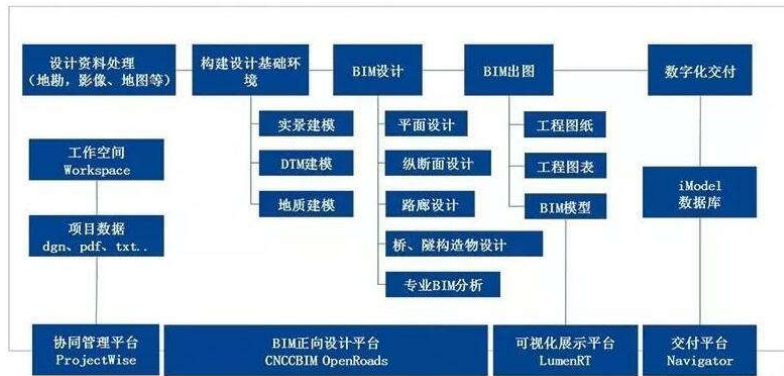 设计资料处理
（地勘，影像、地图等）
构建设计基础环
境
BIM设计
BIM出图
数字化交付
实景建模
DTM建模
地质建模
平面设计
纵断面设计
路廊设计
桥、隧构造物设计
专业BIM分析
工程图纸
工程图表
BIM模型
工作空间
Workspace
项目数据
dgn、pdf、txt..
iModel
数据库
协同管理平台
ProjectWise
BIM正向设计平台
CNCCBIM OpenRoads
可视化展示平台
LumenRT
交付平台
Navigator